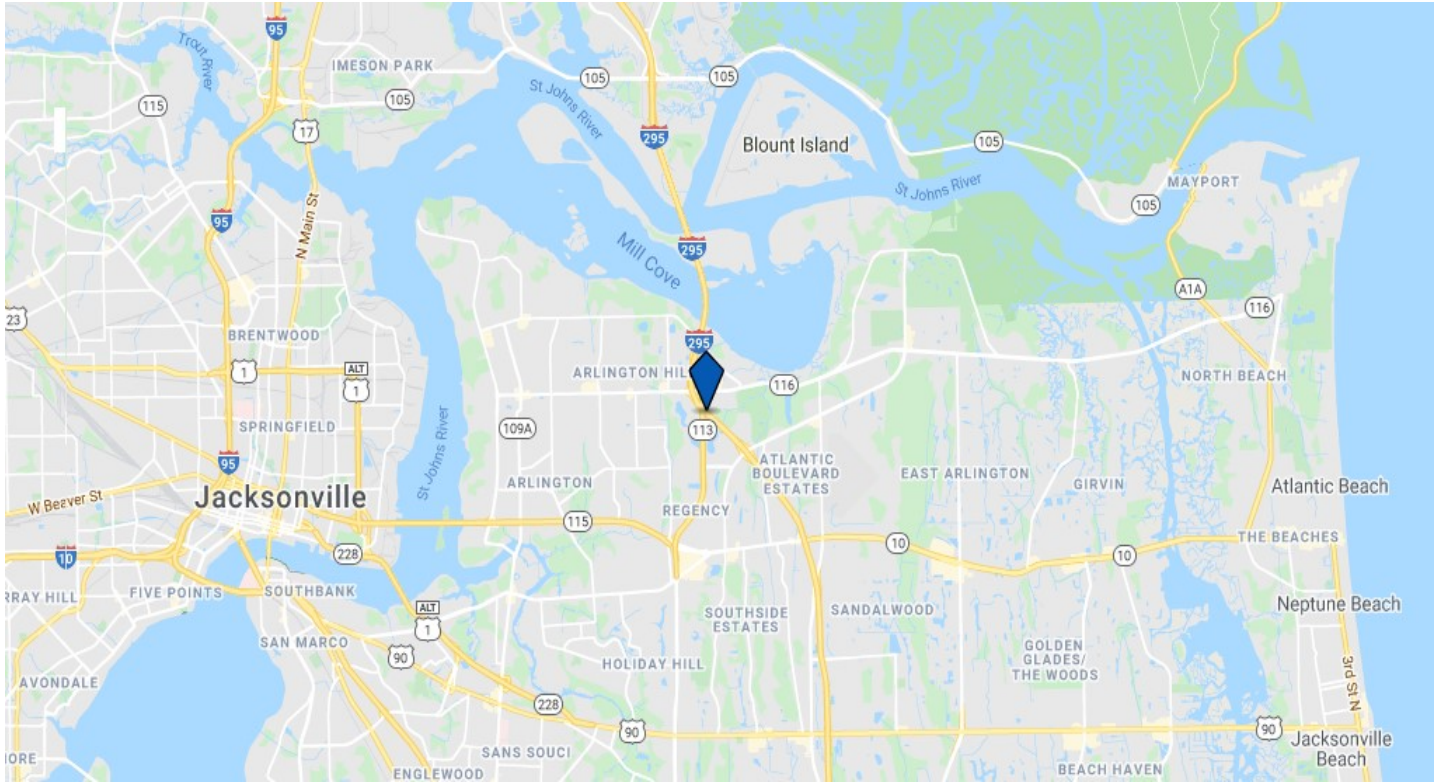 95
IMESON PARK
Trout River
105
105
105
115
17
St Johns River
295
Blount Island
105
St Johns River
MAYPORT
105
95
N Main St
Mill Cove
295
A1A
116
23
BRENTWOOD
295
1
ALT
1
ARLINGTON HIL
116
NORTH BEACH
SPRINGFIELD
109A
113
95
St Johns River
ATLANTIC
BOULEVARD
ESTATES
EAST ARLINGTON
GIRVIN
W Beaver St
Jacksonville
ARLINGTON
REGENCY
Atlantic Beach
115
10
THE BEACHES
10
228
10
RRAY HILL
FIVE POINTS
SOUTHBANK
ALT
1
SOUTHSIDE
ESTATES
SANDALWOOD
Neptune Beach
SAN MARCO
90
HOLIDAY HILL
GOLDEN
GLADES/
THE WOODS
AVONDALE
3rd St N
228
90
90
Jacksonville
Beach
SANS SOUCI
ORE
ENGLEWOOD
BEACH HAVEN